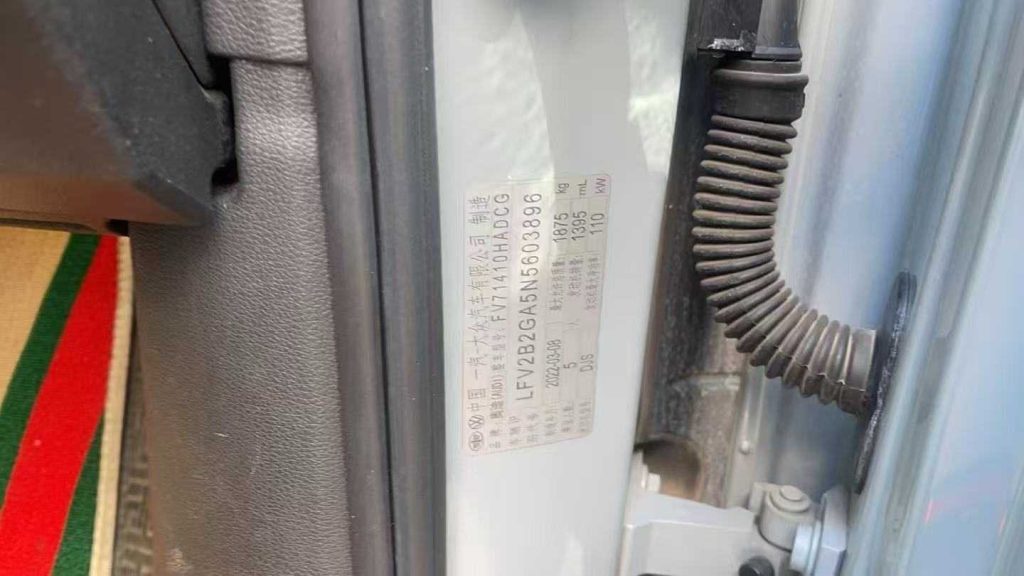 中国一汽-大众汽车有限公司 制造
品牌 奥迪(AUDI) 整车型号: FV71410HADCG
车辆识别代号 LFV2B2GA5N5603896
制造年月 2022-03-08 最大允许总质量: 1875 kg
乘坐人数 5 人 发动机排量: 1395 mL
发动机型号 DJS 发动机最大净功率: 110 kW